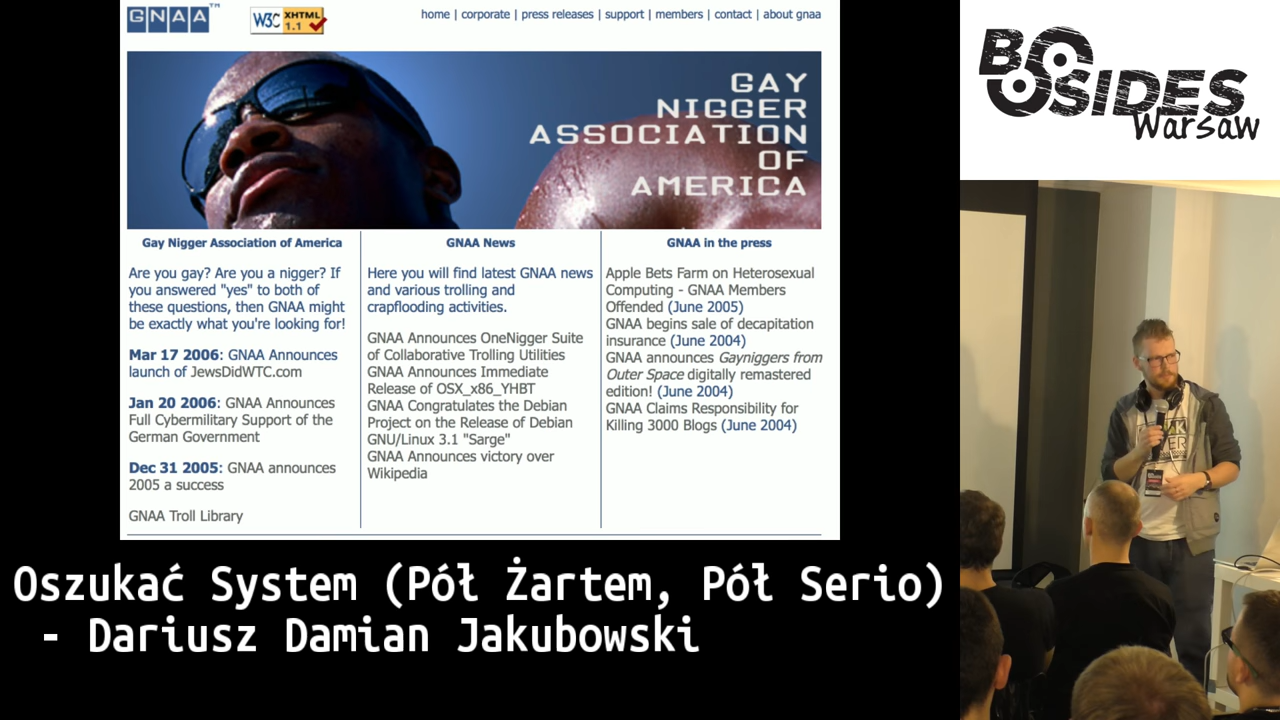 GNAA™
W3C XHTML 1.1
home | corporate | press releases | support | members | contact | about gnaa
GAY
NIGGER
ASSOCIATION
OF
AMERICA
Gay Nigger Association of America
Are you gay? Are you a nigger? If
you answered "yes" to both of
these questions, then GNAA might
be exactly what you're looking for!
Mar 17 2006: GNAA Announces
launch of JewsDidWTC.com
Jan 20 2006: GNAA Announces
Full Cybermilitary Support of the
German Government
Dec 31 2005: GNAA announces
2005 a success
GNAA Troll Library
GNAA News
Here you will find latest GNAA news
and various trolling and
crapflooding activities.
GNAA Announces OneNigger Suite
of Collaborative Trolling Utilities
GNAA Announces Immediate
Release of OSX_x86_YHBT
GNAA Congratulates the Debian
Project on the Release of Debian
GNU/Linux 3.1 "Sarge"
GNAA Announces victory over
Wikipedia
GNAA in the press
Apple Bets Farm on Heterosexual
Computing - GNAA Members
Offended (June 2005)
GNAA begins sale of decapitation
insurance (June 2004)
GNAA announces Gayniggers from
Outer Space digitally remastered
edition! (June 2004)
GNAA Claims Responsibility for
Killing 3000 Blogs (June 2004)
BSIDES
Warsaw
Oszukać System (Pół Żartem, Pół Serio)
- Dariusz Damian Jakubowski